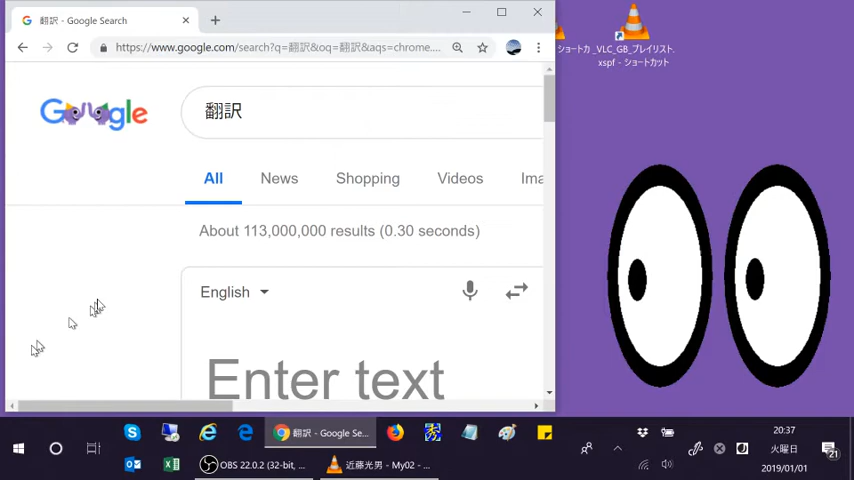 翻訳 - Google Search
https://www.google.com/search?q=翻訳&oq=翻訳&aqs=chrome....
ショートカ
_VLC_GB_プレイリスト.
xspf - ショートカット
Google
翻訳
All News Shopping Videos Ima
About 113,000,000 results (0.30 seconds)
English
Enter text
翻訳 - Google Se...
20:37
火曜日
2019/01/01
21
OBS 22.0.2 (32-bit, ...
近藤光男 - My02 - ...
秀